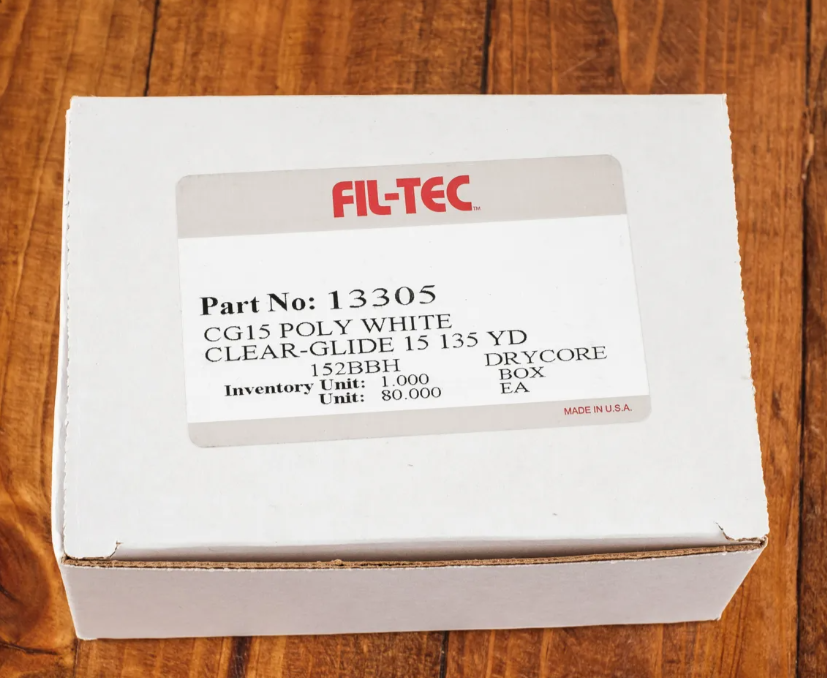 FIL-TEC™
Part No: 13305
CG15 POLY WHITE
CLEAR-GLIDE 15 135 YD
152BBH DRYCORE
Inventory Unit: 1.000 BOX
Unit: 80.000 EA
MADE IN U.S.A.